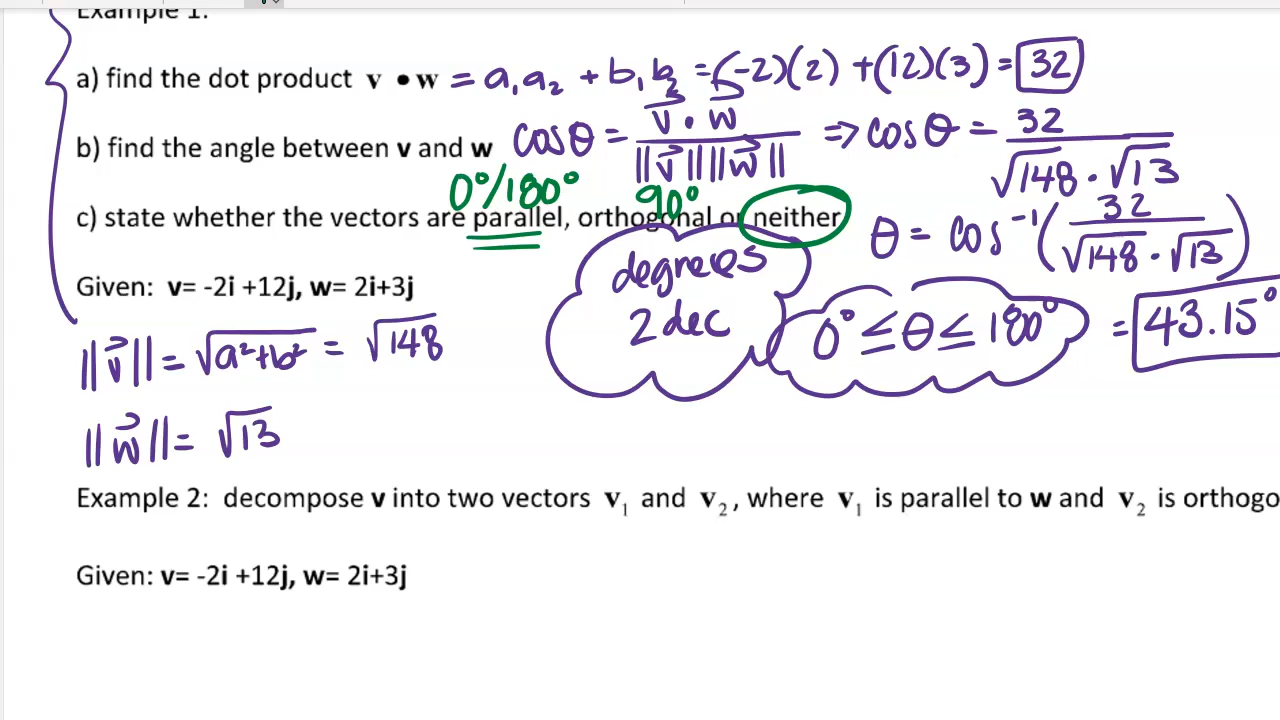 Example 1:
a) find the dot product v • w = a₁a₂ + b₁b₂ = (-2)(2) + (12)(3) = 32
b) find the angle between v and w cosθ = v⃗ • w⃗ / ||v⃗|| ||w⃗|| ⇒ cosθ = 32 / √148 • √13
0°/180° 90°
c) state whether the vectors are parallel, orthogonal or neither θ = cos⁻¹(32 / √148 • √13)
degrees
2 dec
0° ≤ θ ≤ 180° = 43.15°
Given: v= -2i +12j, w= 2i+3j
||v⃗|| = √a²+b² = √148
||w⃗|| = √13
Example 2: decompose v into two vectors v₁ and v₂, where v₁ is parallel to w and v₂ is orthogo
Given: v= -2i +12j, w= 2i+3j